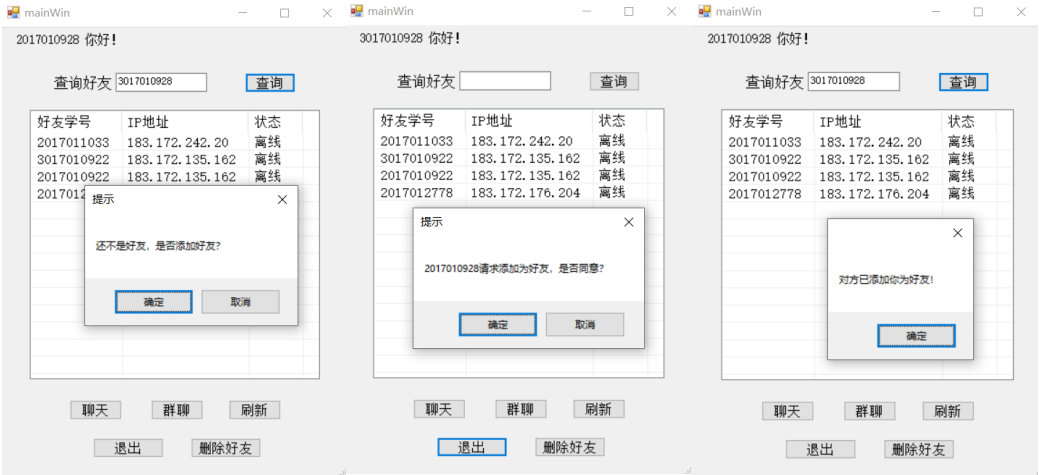 mainWin
2017010928 你好!
查询好友 3017010928 查询
好友学号 IP地址 状态
2017011033 183.172.242.20 离线
3017010922 183.172.135.162 离线
2017010922 183.172.135.162 离线
2017012
提示
还不是好友，是否添加好友?
确定 取消
聊天 群聊 刷新
退出 删除好友
mainWin
3017010928 你好!
查询好友 查询
好友学号 IP地址 状态
2017011033 183.172.242.20 离线
3017010922 183.172.135.162 离线
2017010922 183.172.135.162 离线
2017012778 183.172.176.204 离线
提示
2017010928请求添加为好友，是否同意?
确定 取消
聊天 群聊 刷新
退出 删除好友
mainWin
2017010928 你好!
查询好友 3017010928 查询
好友学号 IP地址 状态
2017011033 183.172.242.20 离线
3017010922 183.172.135.162 离线
2017010922 183.172.135.162 离线
2017012778 183.172.176.204 离线
对方已添加你为好友!
确定
聊天 群聊 刷新
退出 删除好友